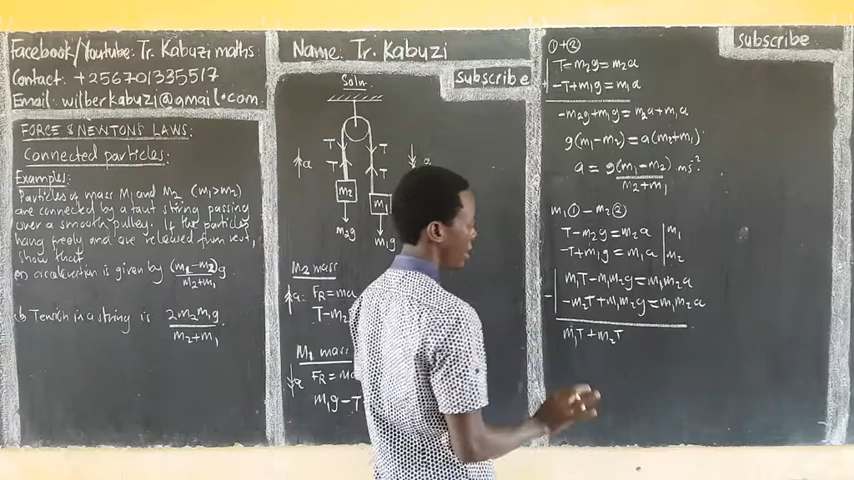 Facebook/Youtube: Tr. Kabuzi maths
Contact: +256701335517
Email: wilberkabuzi@gmail.com
FORCE & NEWTONS LAWS:
Connected particles:
Examples:
Particles of mass M1 and M2 (m1>m2)
are connected by a taut string passing
over a smooth pulley. If the particles
hang freely and are released from rest,
show that
acceleration is given by (m1-m2)g
m2+m1
Tension in a string is 2m2m1g
m2+m1
Name: Tr. Kabuzi
subscribe
Soln
T T
a T T a
m2 m1
m2g m1g
M2 mass
a: FR=ma
T-m2
M1 mass
a FR=ma
m1g-T
①+②
T-m2g=m2a
+ -T+m1g=m1a
-m2g+m1g=m2a+m1a
g(m1-m2)=a(m2+m1)
a=g(m1-m2) ms-2
m2+m1
m1①-m2②
T-m2g=m2a m1
-T+m1g=m1a m2
m1T-m1m2g=m1m2a
- -m2T+m1m2g=m1m2a
m1T+m2T
subscribe